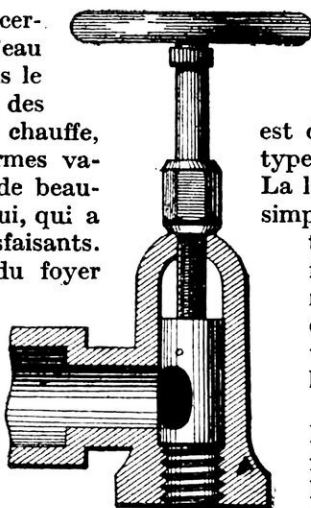 cer-
'eau
s le
des
chauffe,
rmes va-
de beau-
ui, qui a
sfaisants.
du foyer
est
type
La l
simp